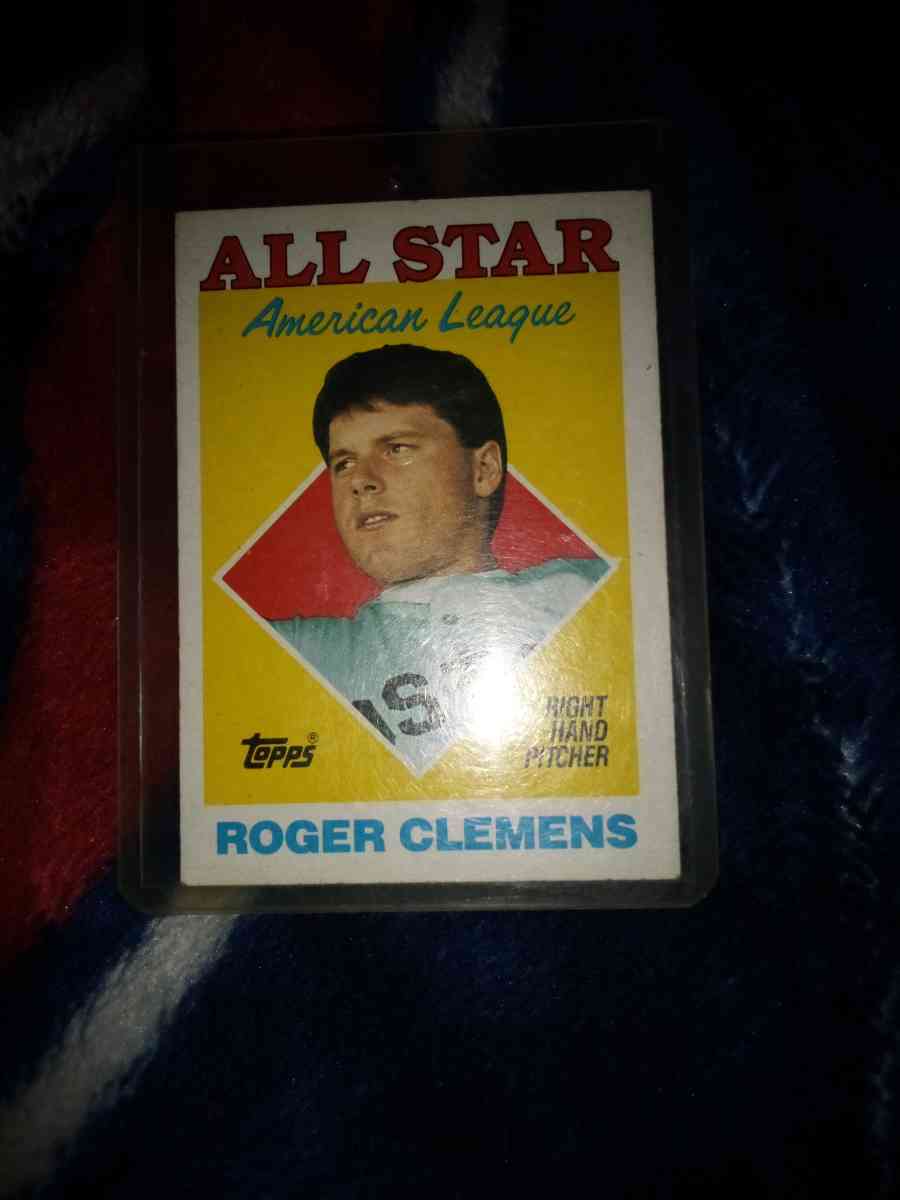 ALL STAR
American League
RIGHT
HAND
PITCHER
topps®
ROGER CLEMENS